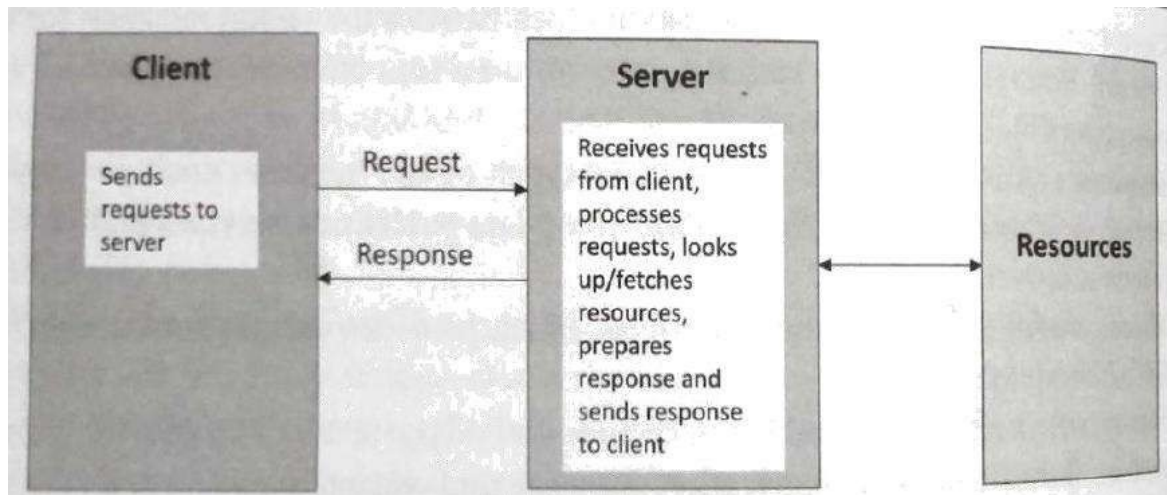 Client
Sends
requests to
server
Request
Response
Server
Receives requests
from client,
processes
requests, looks
up/fetches
resources,
prepares
response and
sends response
to client
Resources